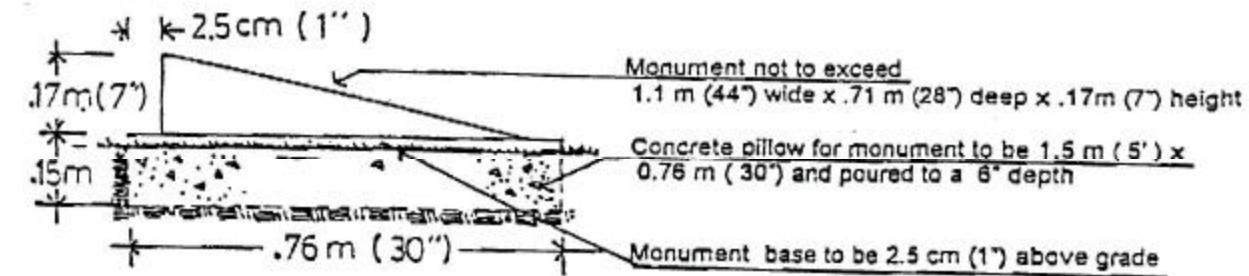 2.5cm (1")
.17m(7")
Monument not to exceed
1.1 m (44") wide x .71 m (28") deep x .17m (7") height
.15m
Concrete pillow for monument to be 1.5 m ( 5' ) x
0.76 m ( 30") and poured to a 6" depth
.76 m (30")
Monument base to be 2.5 cm (1") above grade